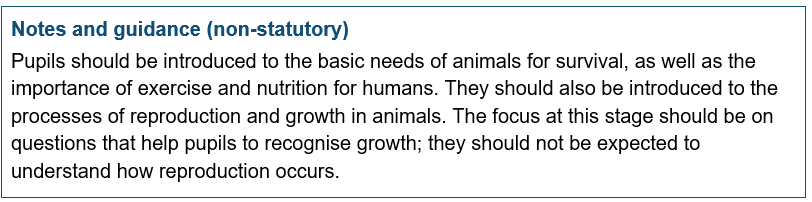 Notes and guidance (non-statutory)
Pupils should be introduced to the basic needs of animals for survival, as well as the
importance of exercise and nutrition for humans. They should also be introduced to the
processes of reproduction and growth in animals. The focus at this stage should be on
questions that help pupils to recognise growth; they should not be expected to
understand how reproduction occurs.